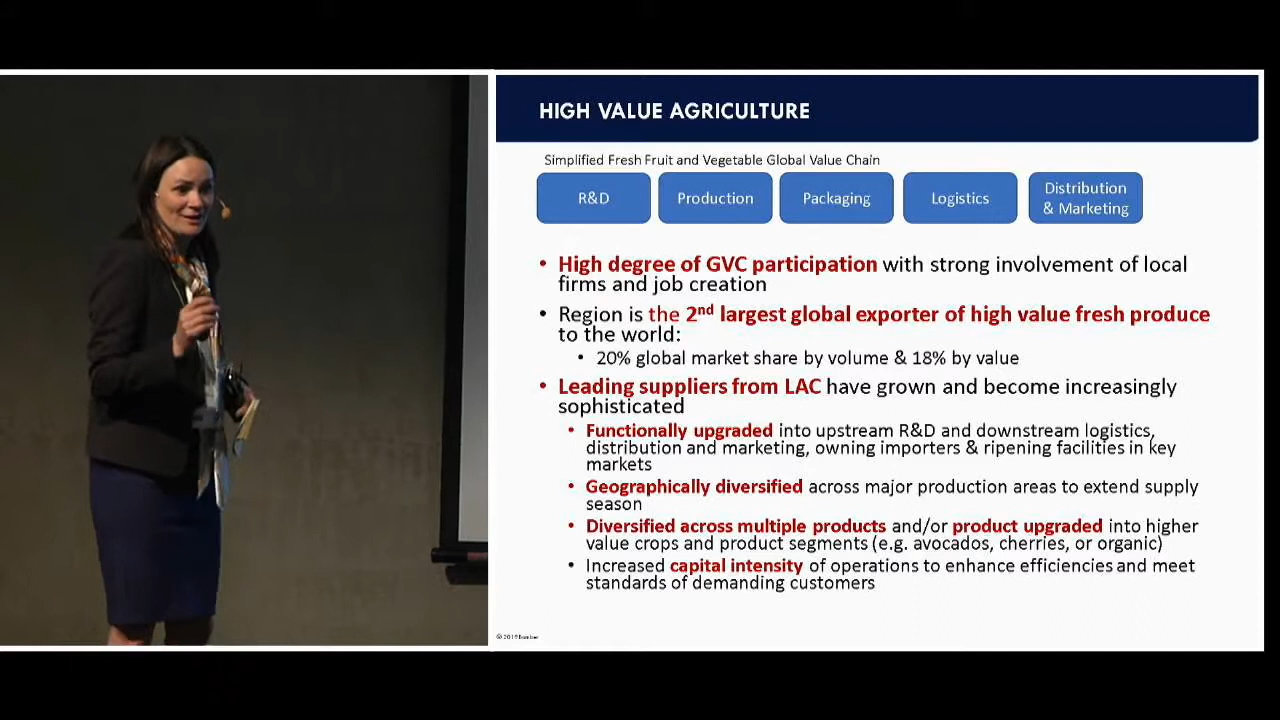 HIGH VALUE AGRICULTURE
Simplified Fresh Fruit and Vegetable Global Value Chain
R&D
Production
Packaging
Logistics
Distribution
& Marketing
• High degree of GVC participation with strong involvement of local
firms and job creation
• Region is the 2nd largest global exporter of high value fresh produce
to the world:
• 20% global market share by volume & 18% by value
• Leading suppliers from LAC have grown and become increasingly
sophisticated
• Functionally upgraded into upstream R&D and downstream logistics,
distribution and marketing, owning importers & ripening facilities in key
markets
• Geographically diversified across major production areas to extend supply
season
• Diversified across multiple products and/or product upgraded into higher
value crops and product segments (e.g. avocados, cherries, or organic)
• Increased capital intensity of operations to enhance efficiencies and meet
standards of demanding customers